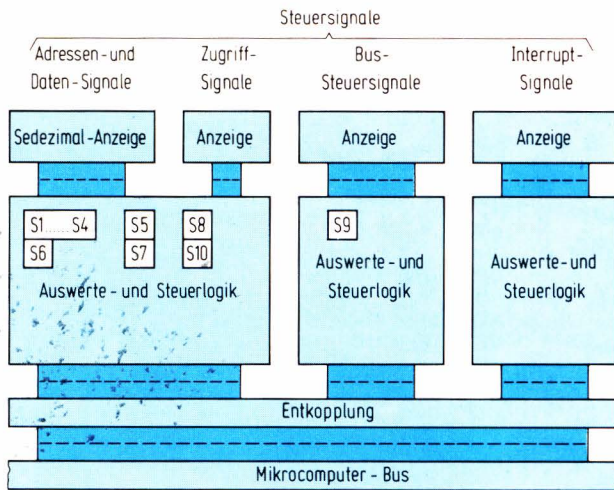 Steuersignale
Adressen- und
Daten-Signale
Zugriff-
Signale
Bus-
Steuersignale
Interrupt-
Signale
Sedezimal-Anzeige
Anzeige
Anzeige
Anzeige
S1......S4
S5
S8
S9
S6
S7
S10
Auswerte- und Steuerlogik
Auswerte- und
Steuerlogik
Auswerte- und
Steuerlogik
Entkopplung
Mikrocomputer-Bus